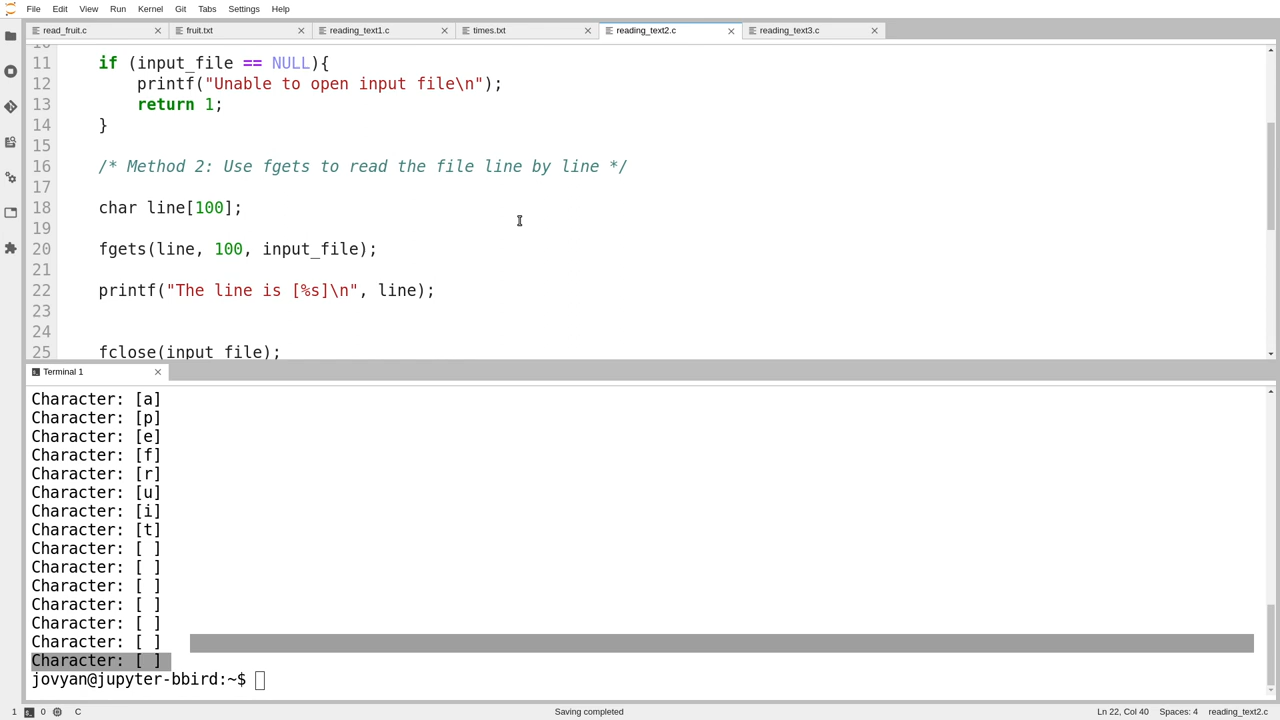 File Edit View Run Kernel Git Tabs Settings Help
read_fruit.c fruit.txt reading_text1.c times.txt reading_text2.c reading_text3.c
10
11 if (input_file == NULL){
12 printf("Unable to open input file\n");
13 return 1;
14 }
15
16 /* Method 2: Use fgets to read the file line by line */
17
18 char line[100];
19
20 fgets(line, 100, input_file);
21
22 printf("The line is [%s]\n", line);
23
24
25 fclose(input_file);
Terminal 1
Character: [a]
Character: [p]
Character: [e]
Character: [f]
Character: [r]
Character: [u]
Character: [i]
Character: [t]
Character: [ ]
Character: [ ]
Character: [ ]
Character: [ ]
Character: [ ]
Character: [ ]
Character: [ ]
jovyan@jupyter-bbird:~$
1 0 C Saving completed Ln 22, Col 40 Spaces: 4 reading_text2.c